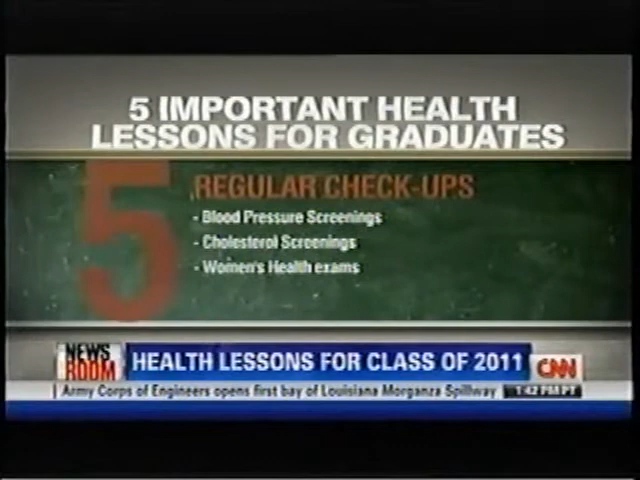 5 IMPORTANT HEALTH
LESSONS FOR GRADUATES
5
REGULAR CHECK-UPS
- Blood Pressure Screenings
- Cholesterol Screenings
- Women's Health exams
NEWS
ROOM
HEALTH LESSONS FOR CLASS OF 2011
CNN
Army Corps of Engineers opens first bay of Louisiana Morganza Spillway
1:42 PM PT